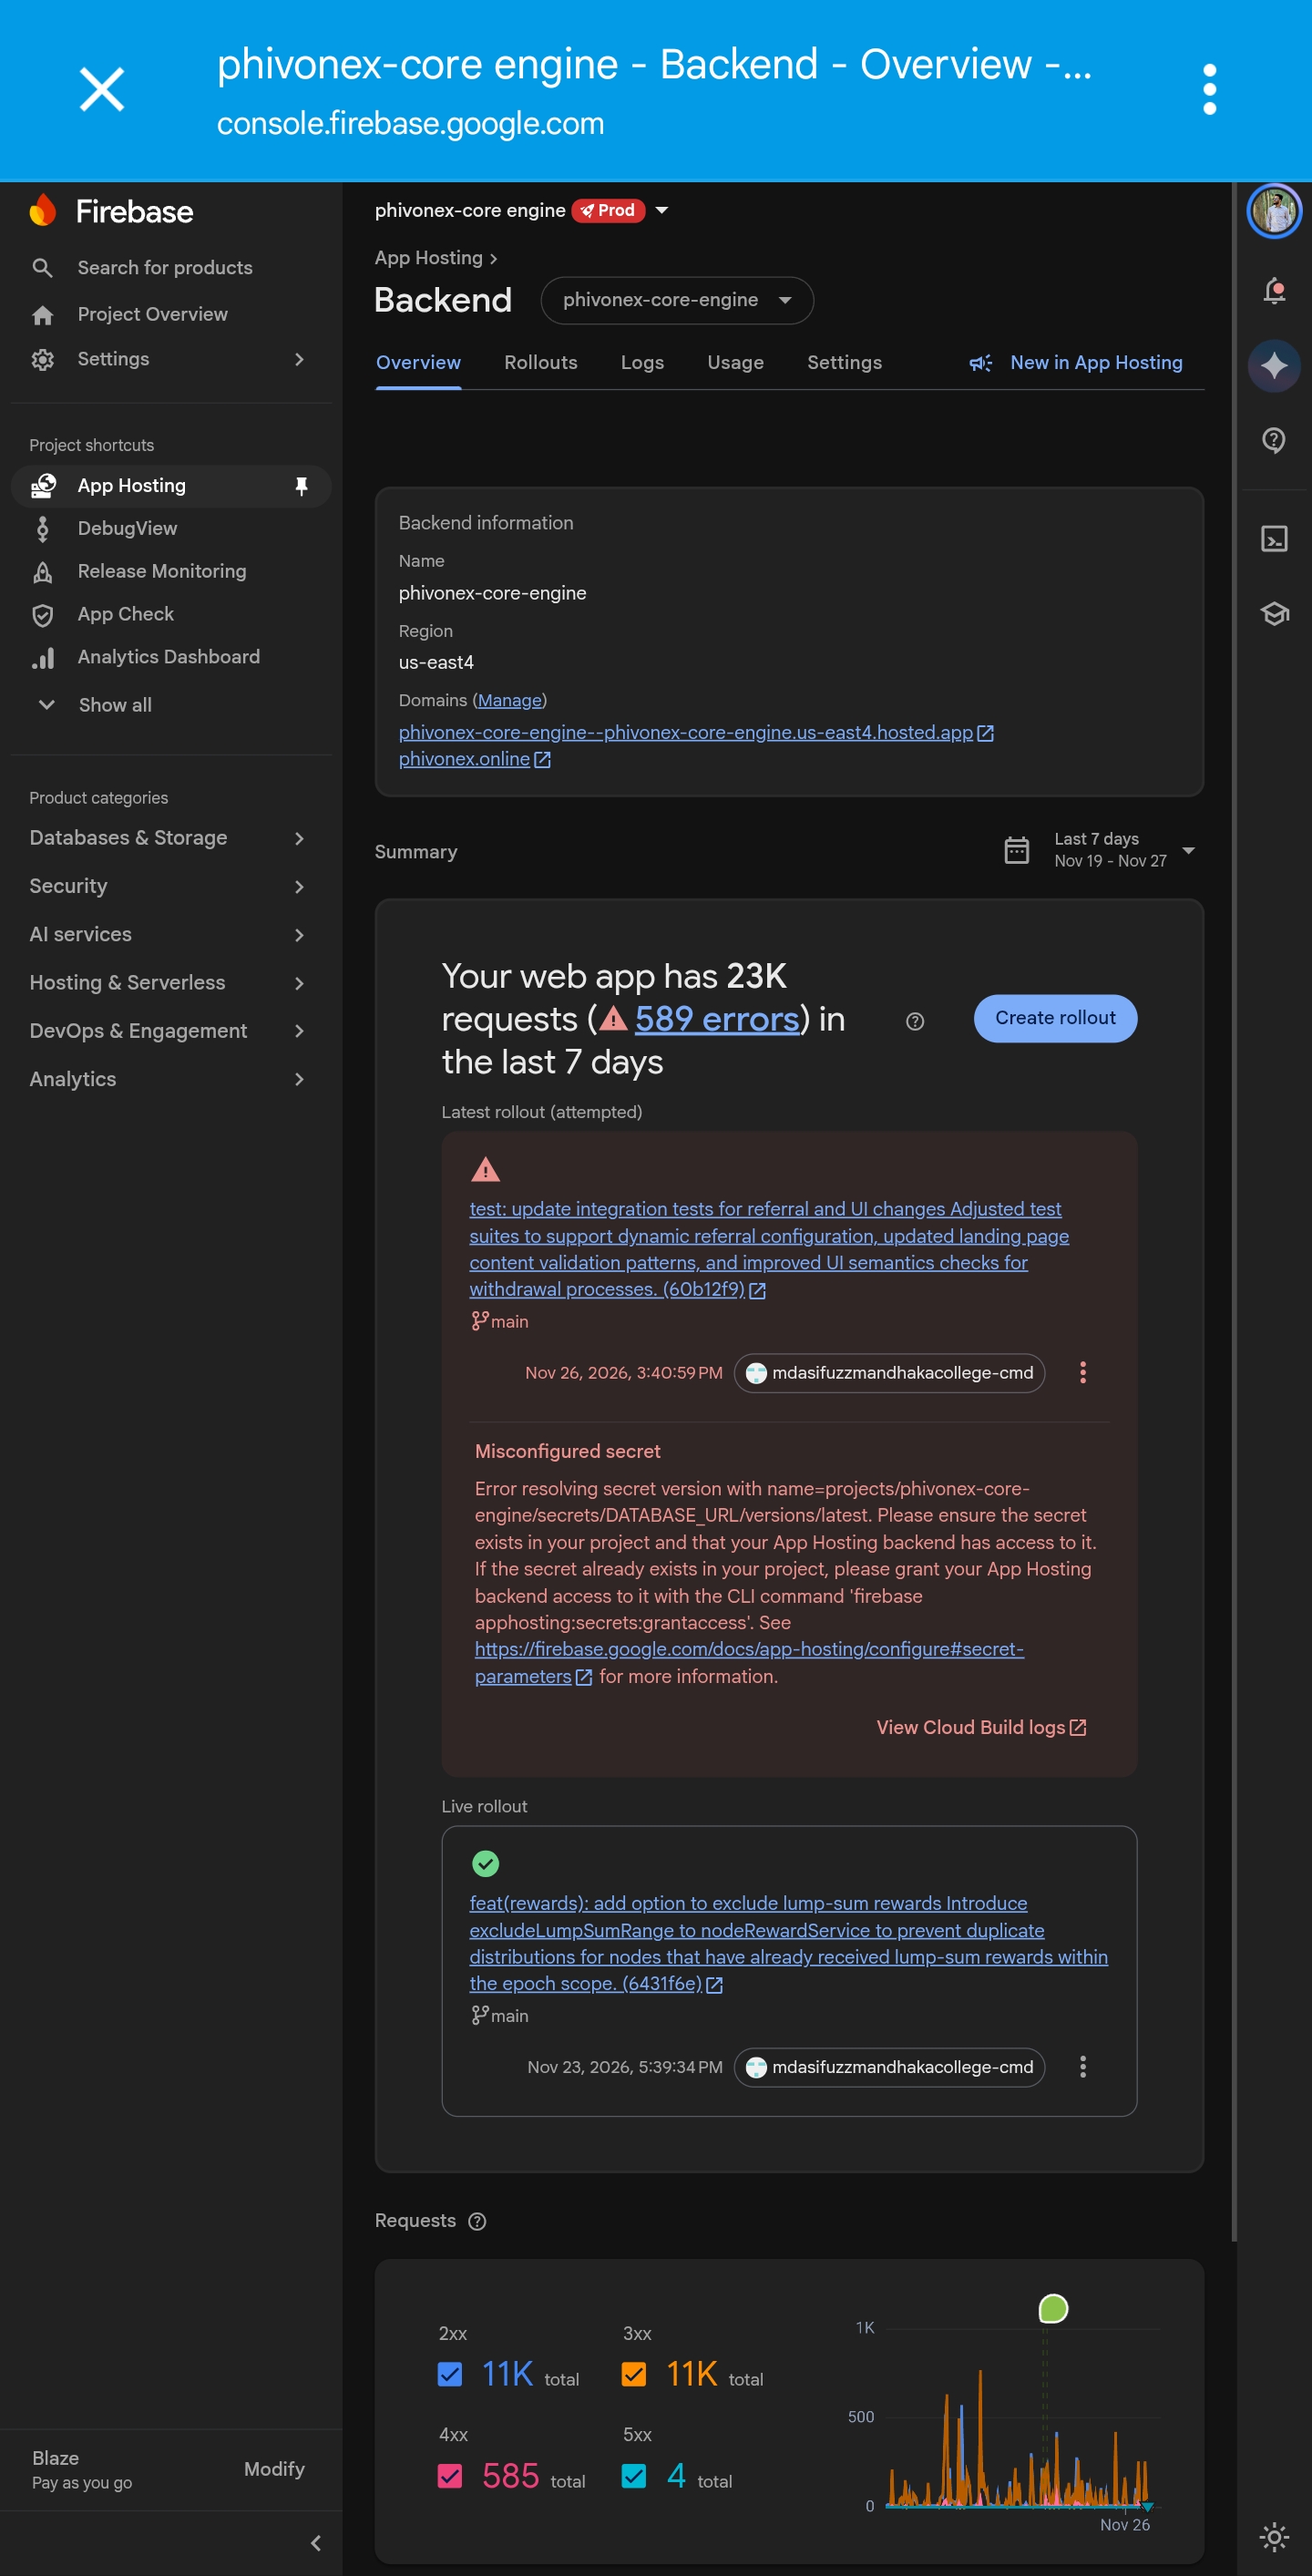 phivonex-core engine - Backend - Overview -...
console.firebase.google.com
Firebase
Search for products
Project Overview
Settings
Project shortcuts
App Hosting
DebugView
Release Monitoring
App Check
Analytics Dashboard
Show all
Product categories
Databases & Storage
Security
AI services
Hosting & Serverless
DevOps & Engagement
Analytics
Blaze
Pay as you go
Modify
phivonex-core engine Prod
App Hosting
Backend phivonex-core-engine
Overview Rollouts Logs Usage Settings New in App Hosting
Backend information
Name
phivonex-core-engine
Region
us-east4
Domains (Manage)
phivonex-core-engine--phivonex-core-engine.us-east4.hosted.app
phivonex.online
Summary
Last 7 days
Nov 19 - Nov 27
Your web app has 23K
requests (589 errors) in
the last 7 days
Create rollout
Latest rollout (attempted)
test: update integration tests for referral and UI changes Adjusted test
suites to support dynamic referral configuration, updated landing page
content validation patterns, and improved UI semantics checks for
withdrawal processes. (60b12f9)
main
Nov 26, 2026, 3:40:59 PM mdasifuzzmandhakacollege-cmd
Misconfigured secret
Error resolving secret version with name=projects/phivonex-core-
engine/secrets/DATABASE_URL/versions/latest. Please ensure the secret
exists in your project and that your App Hosting backend has access to it.
If the secret already exists in your project, please grant your App Hosting
backend access to it with the CLI command 'firebase
apphosting:secrets:grantaccess'. See
https://firebase.google.com/docs/app-hosting/configure#secret-
parameters for more information.
View Cloud Build logs
Live rollout
feat(rewards): add option to exclude lump-sum rewards Introduce
excludeLumpSumRange to nodeRewardService to prevent duplicate
distributions for nodes that have already received lump-sum rewards within
the epoch scope. (6431f6e)
main
Nov 23, 2026, 5:39:34 PM mdasifuzzmandhakacollege-cmd
Requests
2xx
11K total
3xx
11K total
4xx
585 total
5xx
4 total
1K
500
0
Nov 26